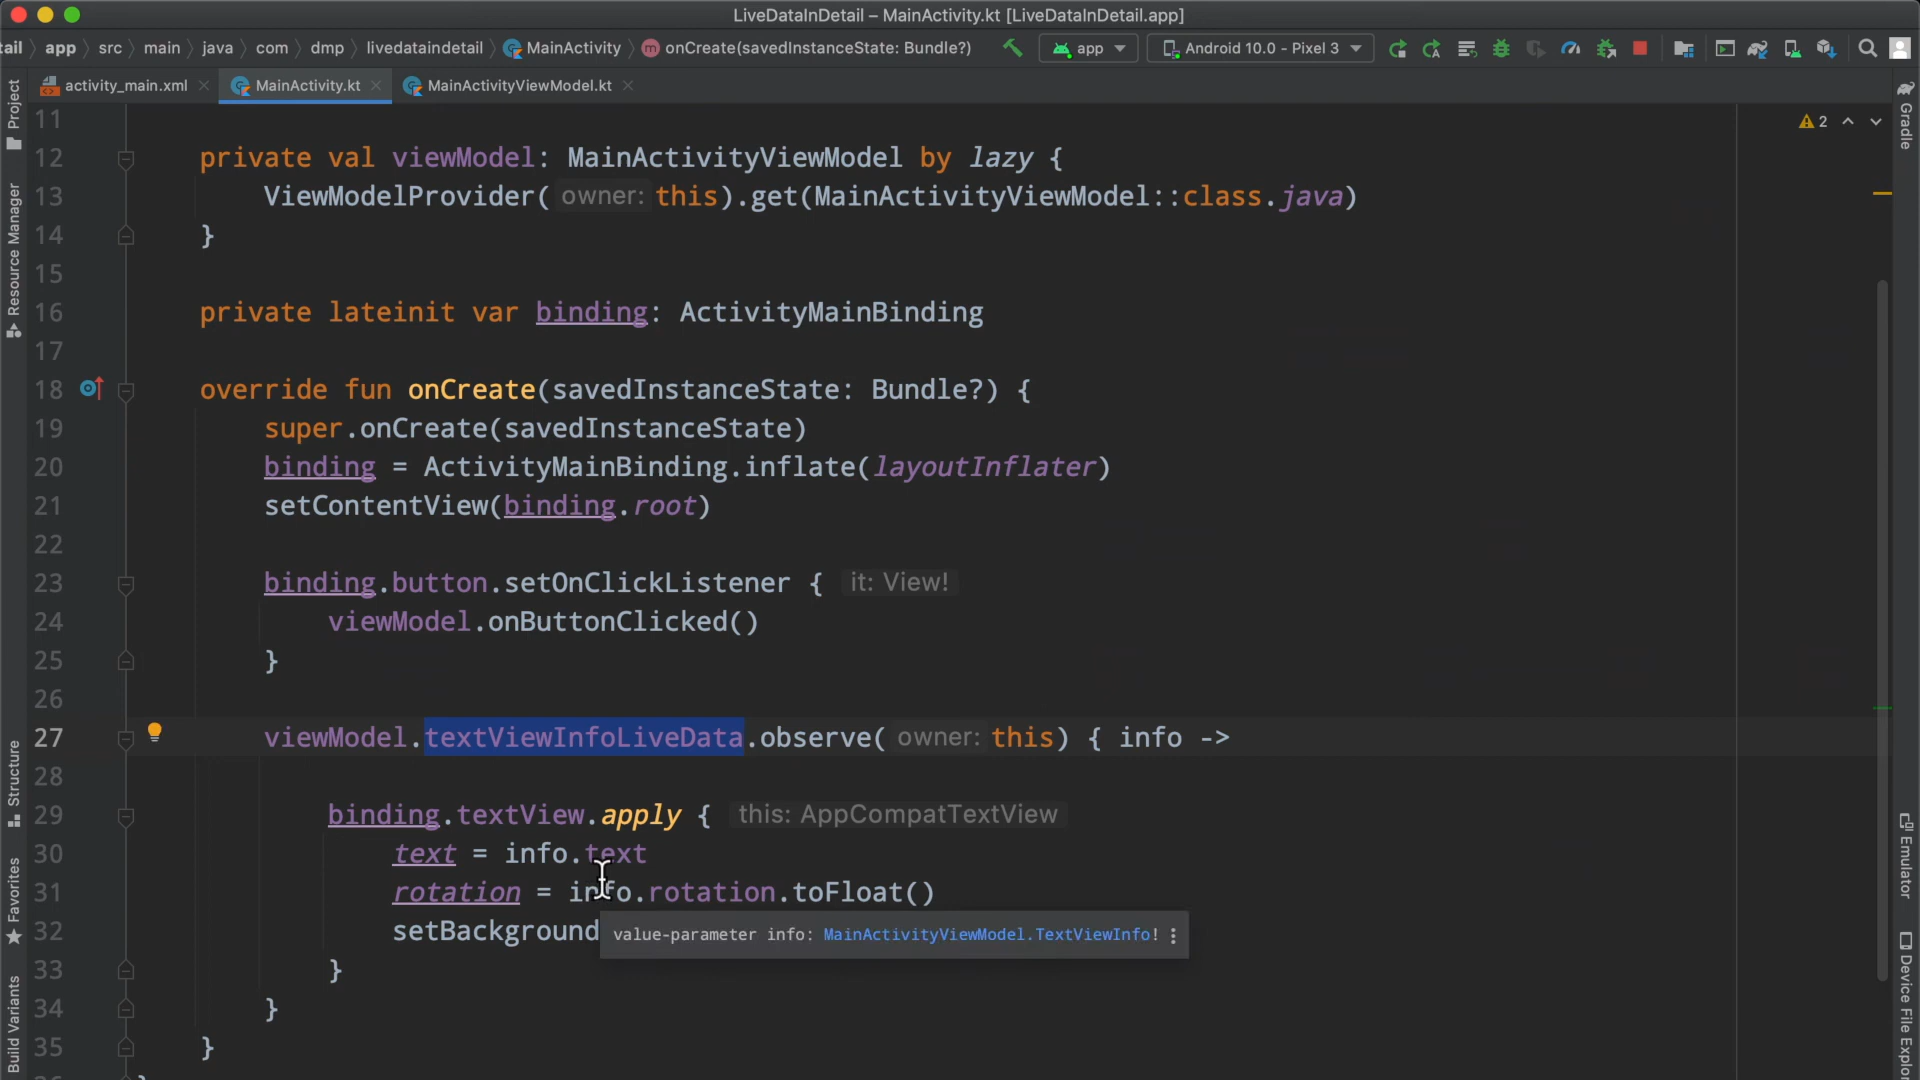 LiveDataInDetail – MainActivity.kt [LiveDataInDetail.app]
ail app src main java com dmp livedataindetail MainActivity onCreate(savedInstanceState: Bundle?) app Android 10.0 - Pixel 3
activity_main.xml MainActivity.kt MainActivityViewModel.kt
Project
Resource Manager
Structure
Favorites
Build Variants
2
11
12 private val viewModel: MainActivityViewModel by lazy {
13 ViewModelProvider( owner: this).get(MainActivityViewModel::class.java)
14 }
15
16 private lateinit var binding: ActivityMainBinding
17
18 override fun onCreate(savedInstanceState: Bundle?) {
19 super.onCreate(savedInstanceState)
20 binding = ActivityMainBinding.inflate(layoutInflater)
21 setContentView(binding.root)
22
23 binding.button.setOnClickListener { it: View!
24 viewModel.onButtonClicked()
25 }
26
27 viewModel.textViewInfoLiveData.observe( owner: this) { info ->
28
29 binding.textView.apply { this: AppCompatTextView
30 text = info.text
31 rotation = info.rotation.toFloat()
32 setBackground
value-parameter info: MainActivityViewModel.TextViewInfo!
33 }
34 }
35 }
Gradle
Emulator
Device File Explor